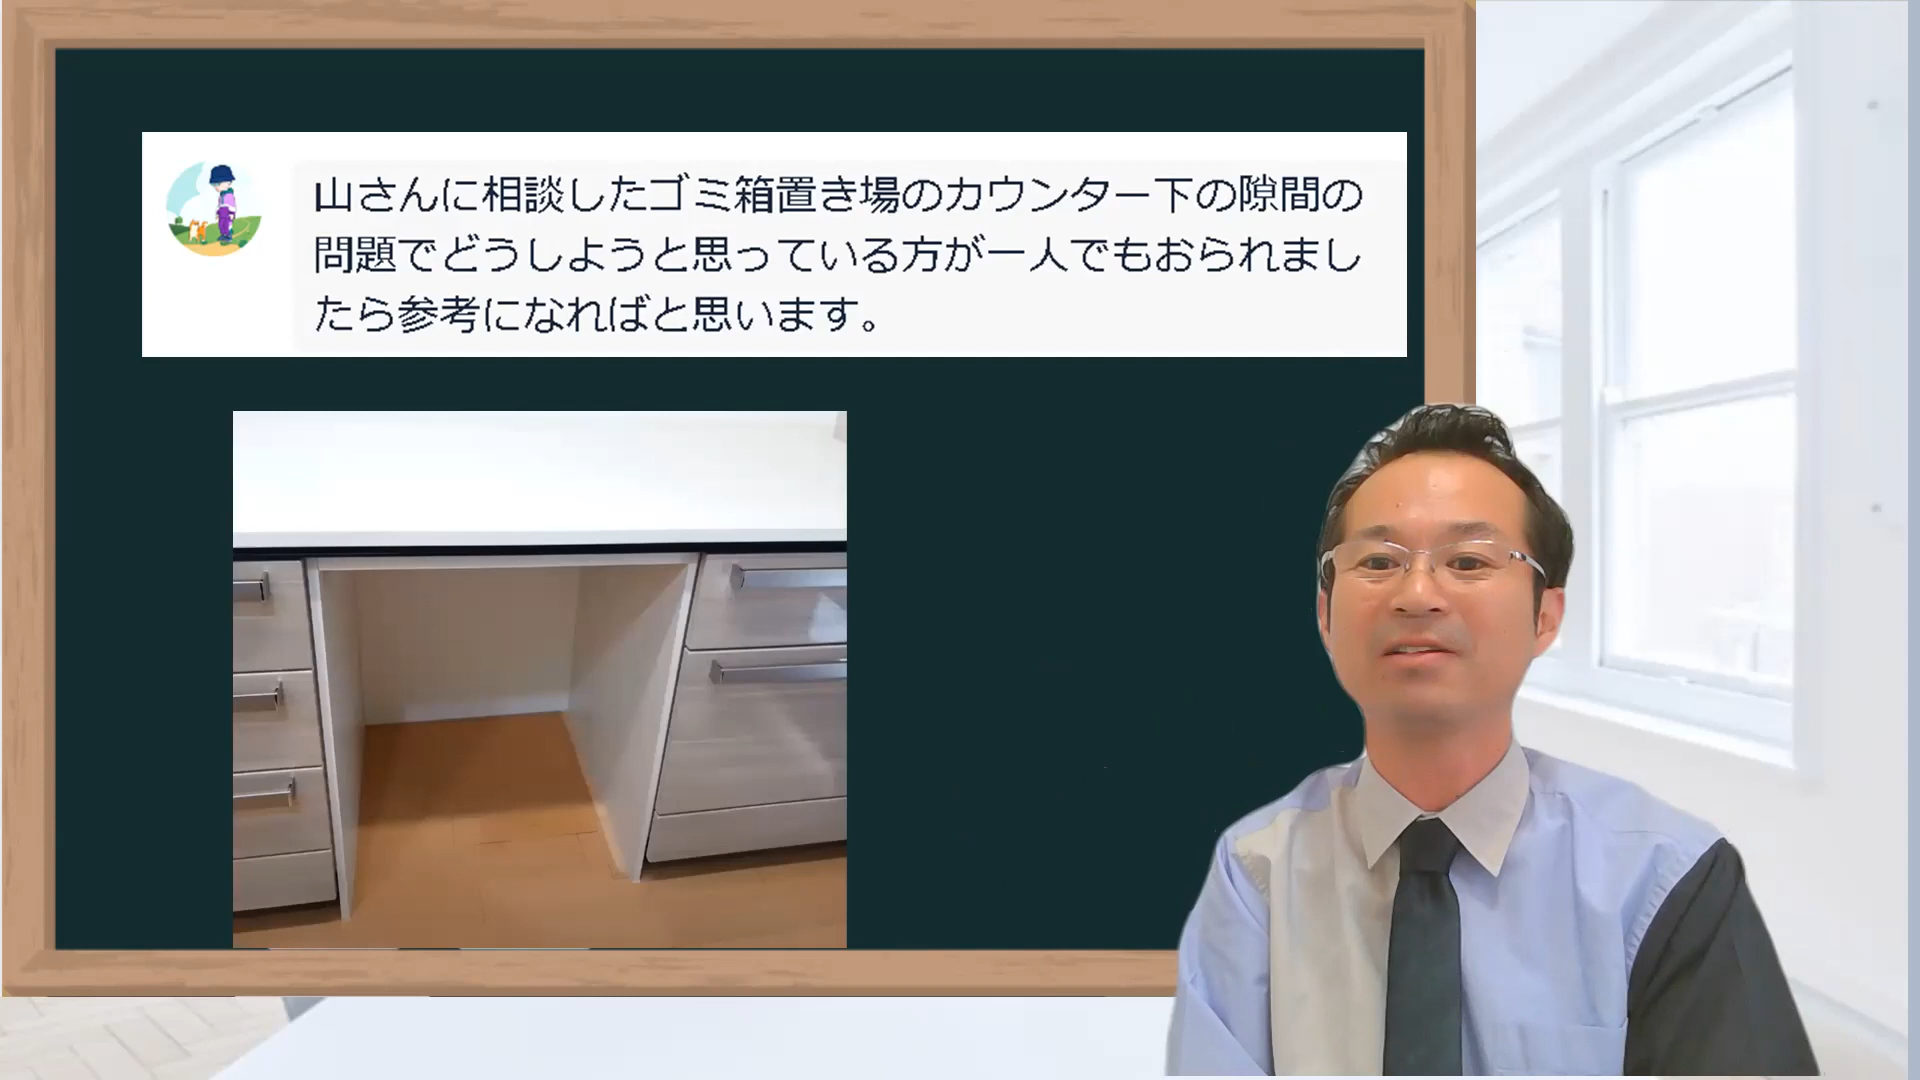 山さんに相談したゴミ箱置き場のカウンター下の隙間の
問題でどうしようと思っている方が一人でもおられまし
たら参考になればと思います。